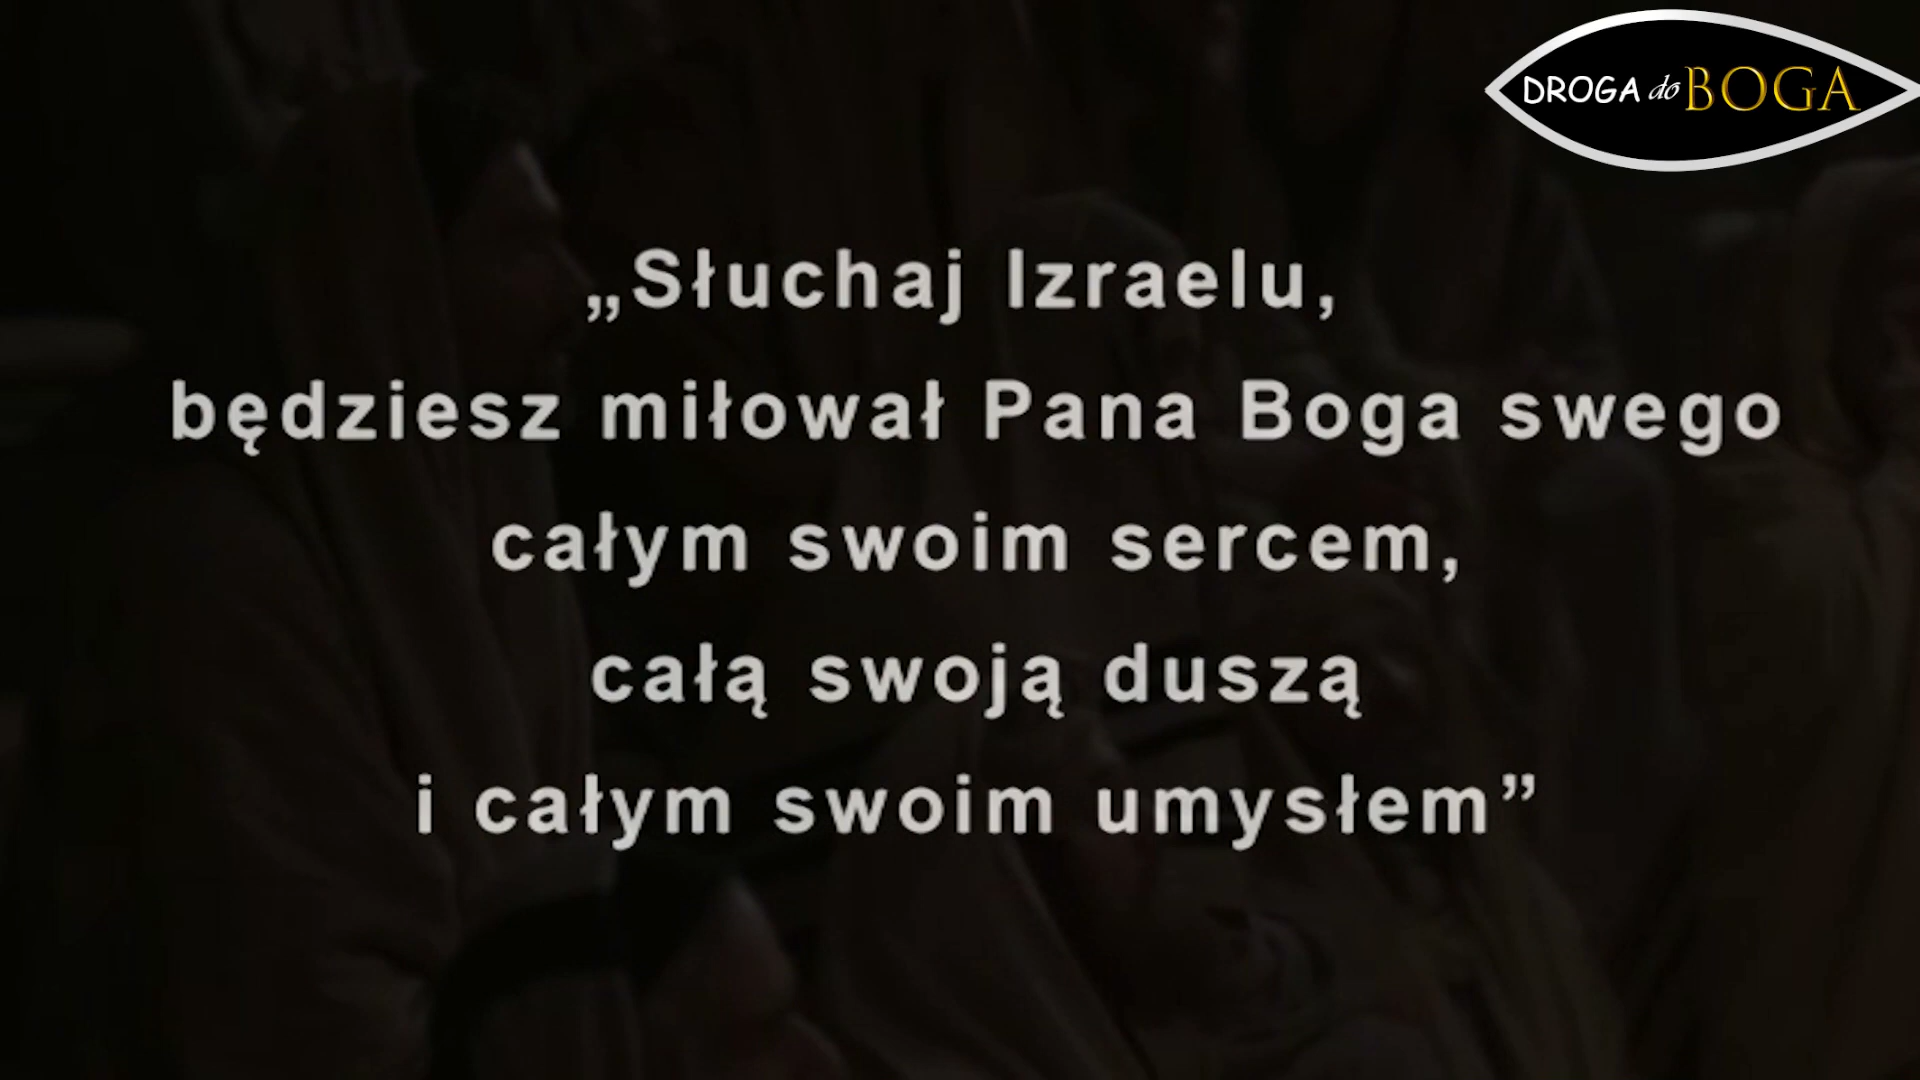 DROGA do BOGA
„Słuchaj Izraelu,
będziesz miłował Pana Boga swego
całym swoim sercem,
całą swoją duszą
i całym swoim umysłem”